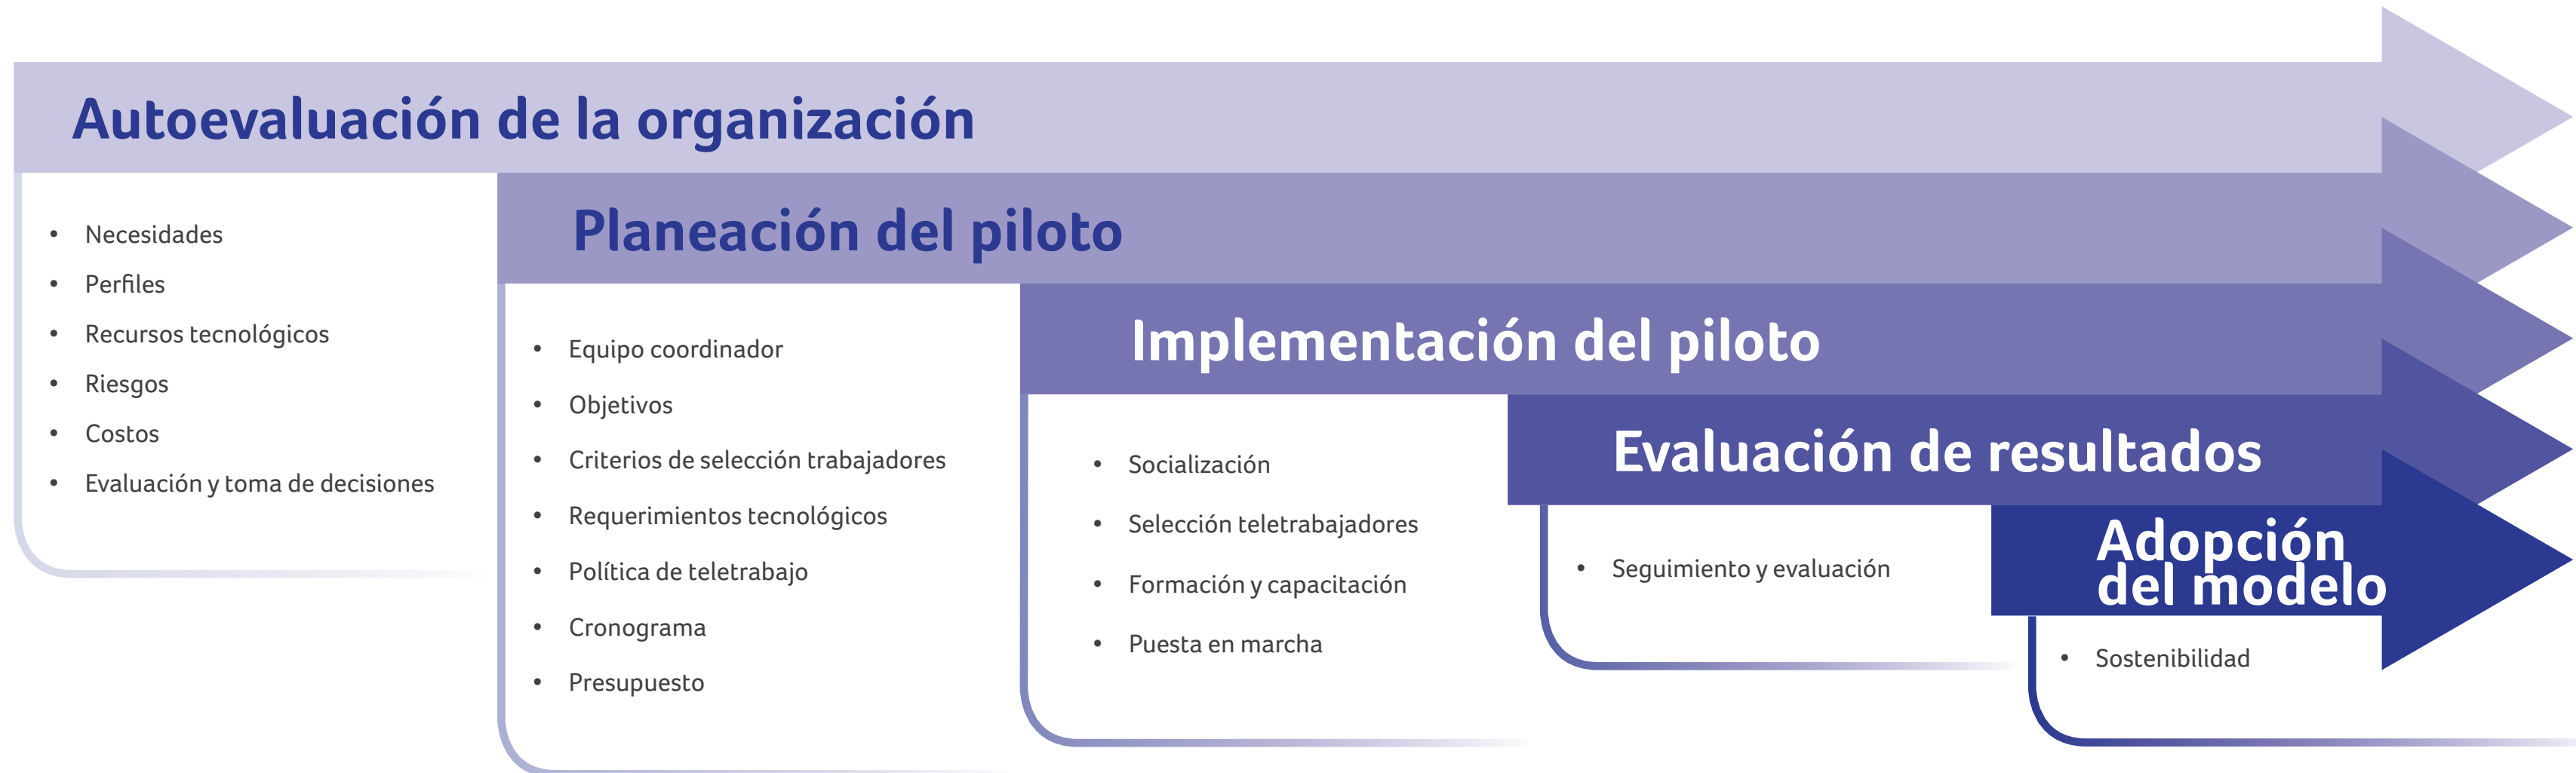 Autoevaluación de la organización
• Necesidades
• Perfiles
• Recursos tecnológicos
• Riesgos
• Costos
• Evaluación y toma de decisiones
Planeación del piloto
• Equipo coordinador
• Objetivos
• Criterios de selección trabajadores
• Requerimientos tecnológicos
• Política de teletrabajo
• Cronograma
• Presupuesto
Implementación del piloto
• Socialización
• Selección teletrabajadores
• Formación y capacitación
• Puesta en marcha
Evaluación de resultados
• Seguimiento y evaluación
Adopción
del modelo
• Sostenibilidad